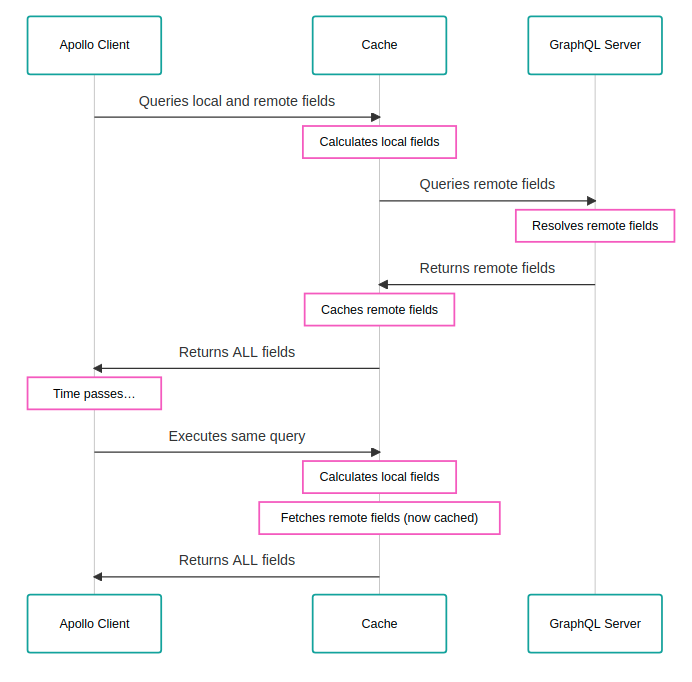 Apollo Client
Cache
GraphQL Server
Queries local and remote fields
Calculates local fields
Queries remote fields
Resolves remote fields
Returns remote fields
Caches remote fields
Returns ALL fields
Time passes…
Executes same query
Calculates local fields
Fetches remote fields (now cached)
Returns ALL fields
Apollo Client
Cache
GraphQL Server